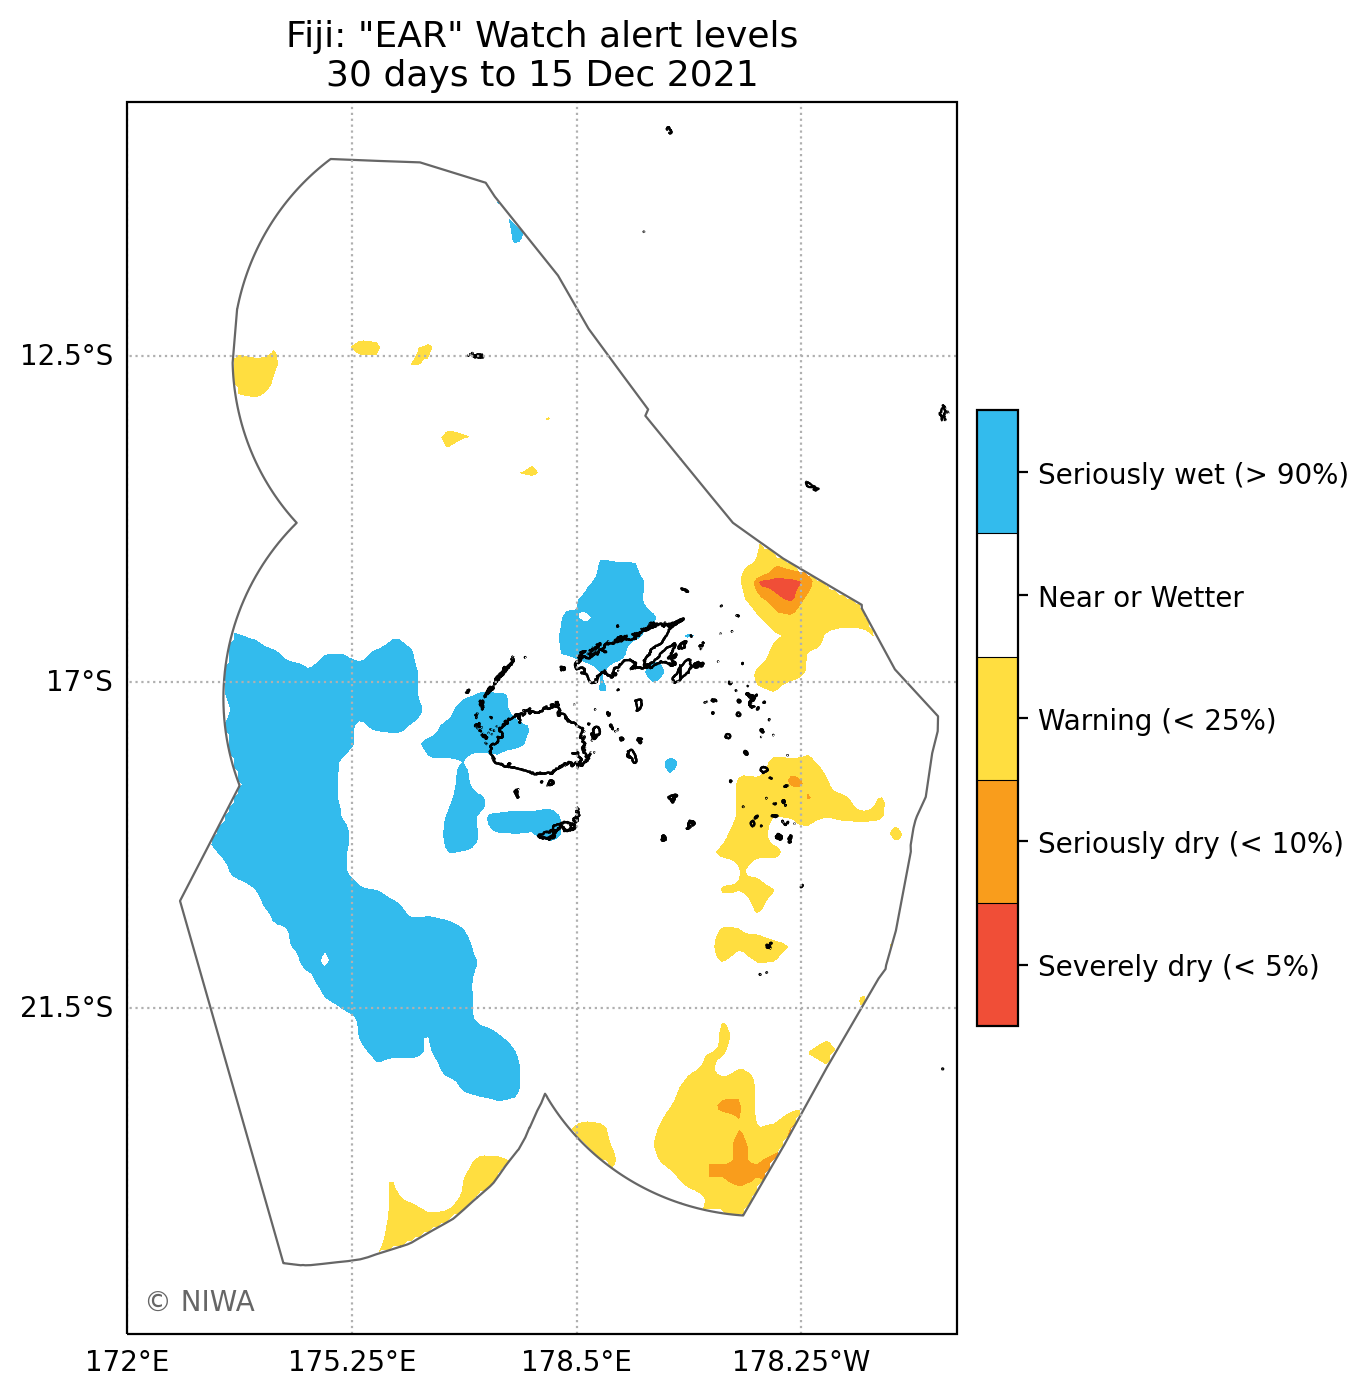 Fiji: "EAR" Watch alert levels
30 days to 15 Dec 2021
12.5°S
17°S
21.5°S
172°E
175.25°E
178.5°E
178.25°W
Seriously wet (> 90%)
Near or Wetter
Warning (< 25%)
Seriously dry (< 10%)
Severely dry (< 5%)
© NIWA